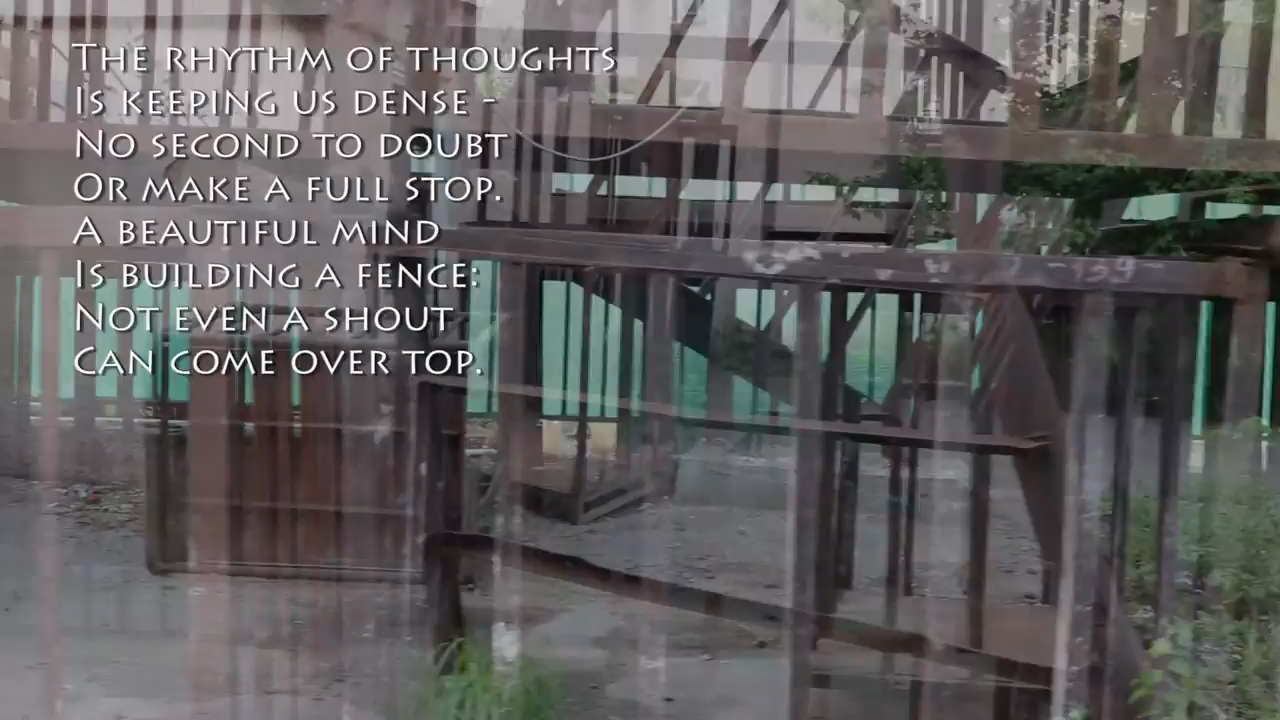 The rhythm of thoughts
Is keeping us dense -
No second to doubt
Or make a full stop.
A beautiful mind
Is building a fence:
Not even a shout
Can come over top.